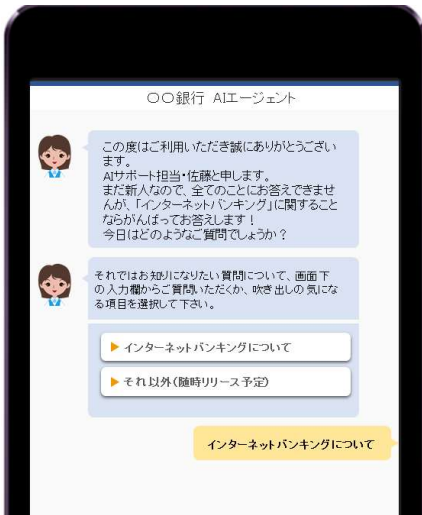 〇〇銀行 AIエージェント
この度はご利用いただき誠にありがとうござい
ます。
AIサポート担当・佐藤と申します。
まだ新人なので、全てのことにお答えできませ
んが、「インターネットバンキング」に関すること
ならがんばってお答えします！
今日はどのようなご質問でしょうか？
それではお知りになりたい質問について、画面下
の入力欄からご質問いただくか、吹き出しの気にな
る項目を選択して下さい。
インターネットバンキングについて
それ以外(随時リリース予定)
インターネットバンキングについて